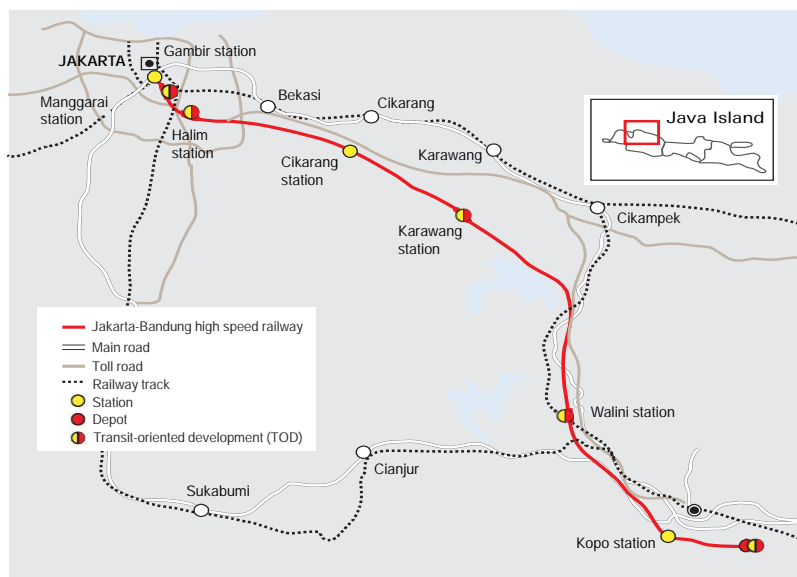 Gambir station
JAKARTA
Manggarai
station
Halim
station
Bekasi
Cikarang
Cikarang
station
Karawang
Karawang
station
Java Island
Cikampek
Jakarta-Bandung high speed railway
Main road
Toll road
Railway track
Station
Depot
Transit-oriented development (TOD)
Walini station
Cianjur
Sukabumi
Kopo station